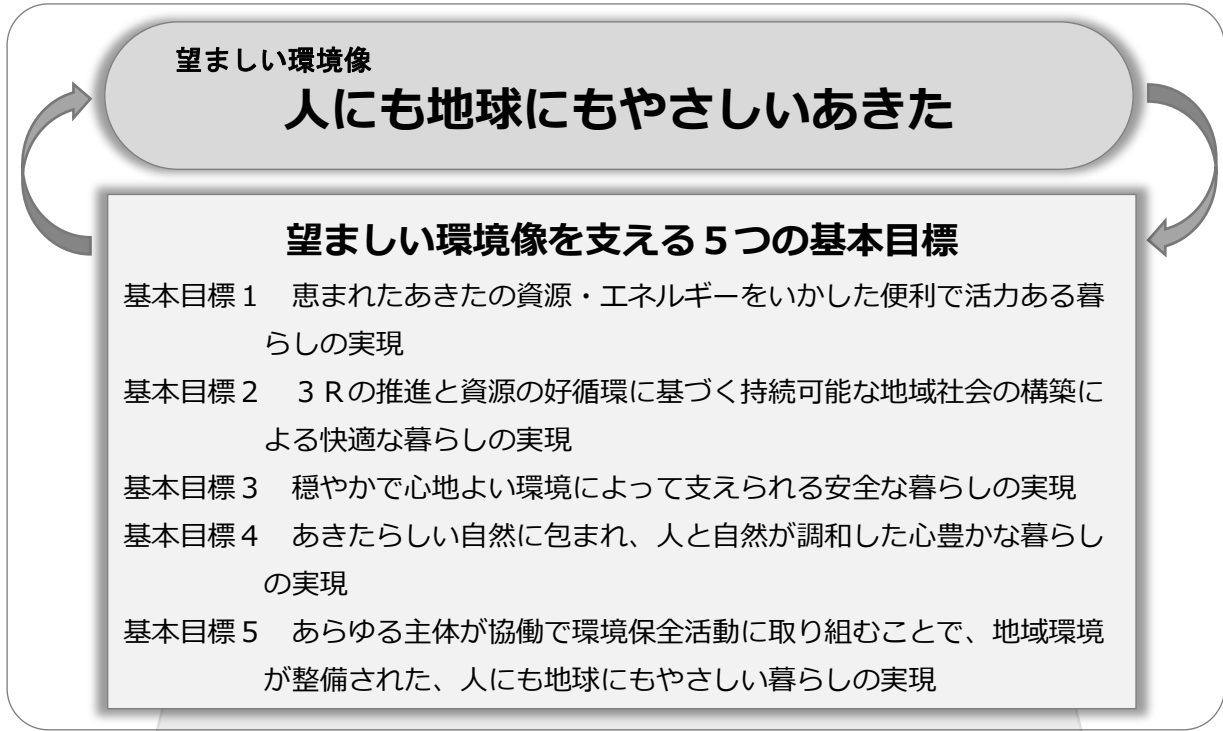 望ましい環境像
人にも地球にもやさしいあきた
望ましい環境像を支える５つの基本目標
基本目標１　恵まれたあきたの資源・エネルギーをいかした便利で活力ある暮
らしの実現
基本目標２　３Ｒの推進と資源の好循環に基づく持続可能な地域社会の構築に
よる快適な暮らしの実現
基本目標３　穏やかで心地よい環境によって支えられる安全な暮らしの実現
基本目標４　あきたらしい自然に包まれ、人と自然が調和した心豊かな暮らし
の実現
基本目標５　あらゆる主体が協働で環境保全活動に取り組むことで、地域環境
が整備された、人にも地球にもやさしい暮らしの実現